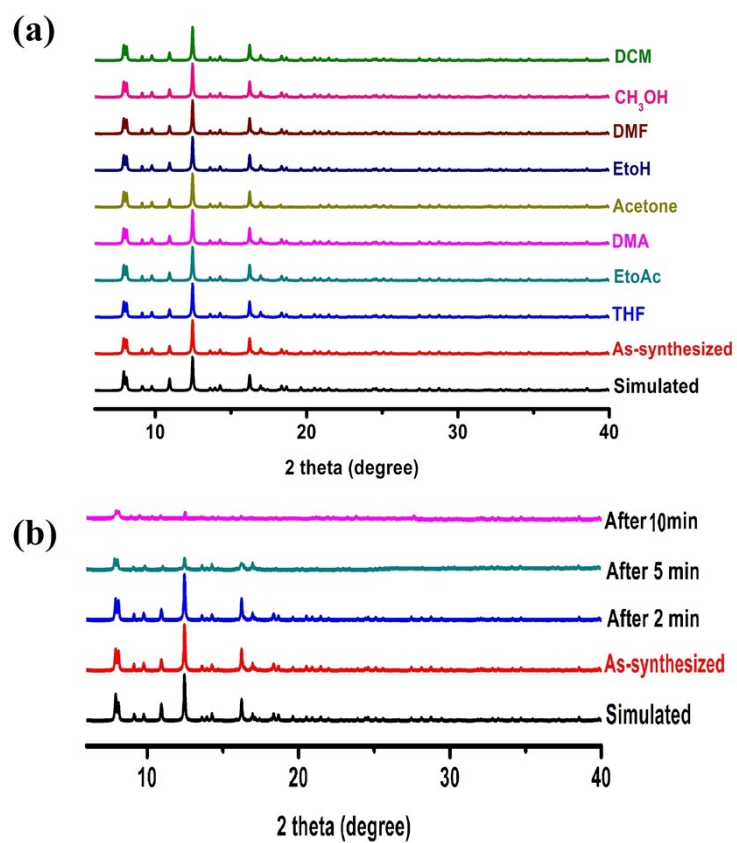 (a)
DCM
CH₃OH
DMF
EtoH
Acetone
DMA
EtoAc
THF
As-synthesized
Simulated
10 20 30 40
2 theta (degree)
(b)
After 10min
After 5 min
After 2 min
As-synthesized
Simulated
10 20 30 40
2 theta (degree)